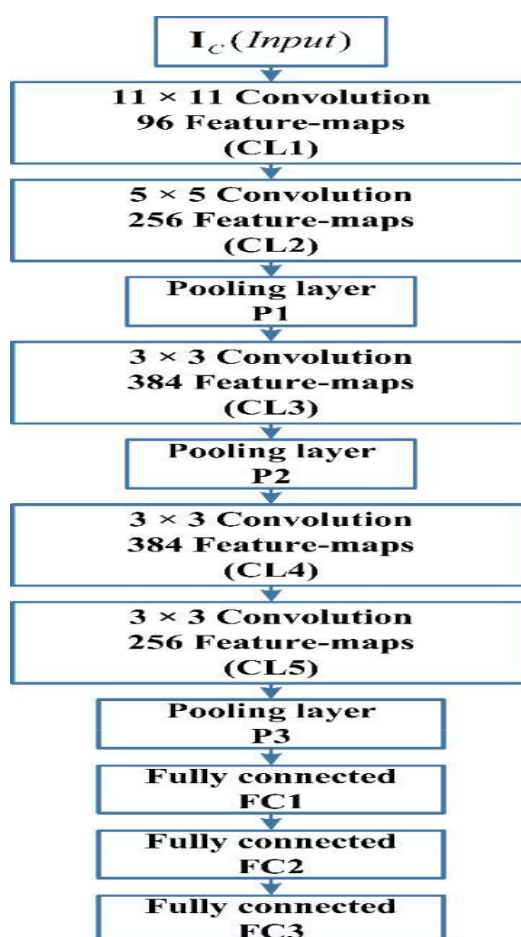 I_C (Input)
11 × 11 Convolution
96 Feature-maps
(CL1)
5 × 5 Convolution
256 Feature-maps
(CL2)
Pooling layer
P1
3 × 3 Convolution
384 Feature-maps
(CL3)
Pooling layer
P2
3 × 3 Convolution
384 Feature-maps
(CL4)
3 × 3 Convolution
256 Feature-maps
(CL5)
Pooling layer
P3
Fully connected
FC1
Fully connected
FC2
Fully connected
FC3